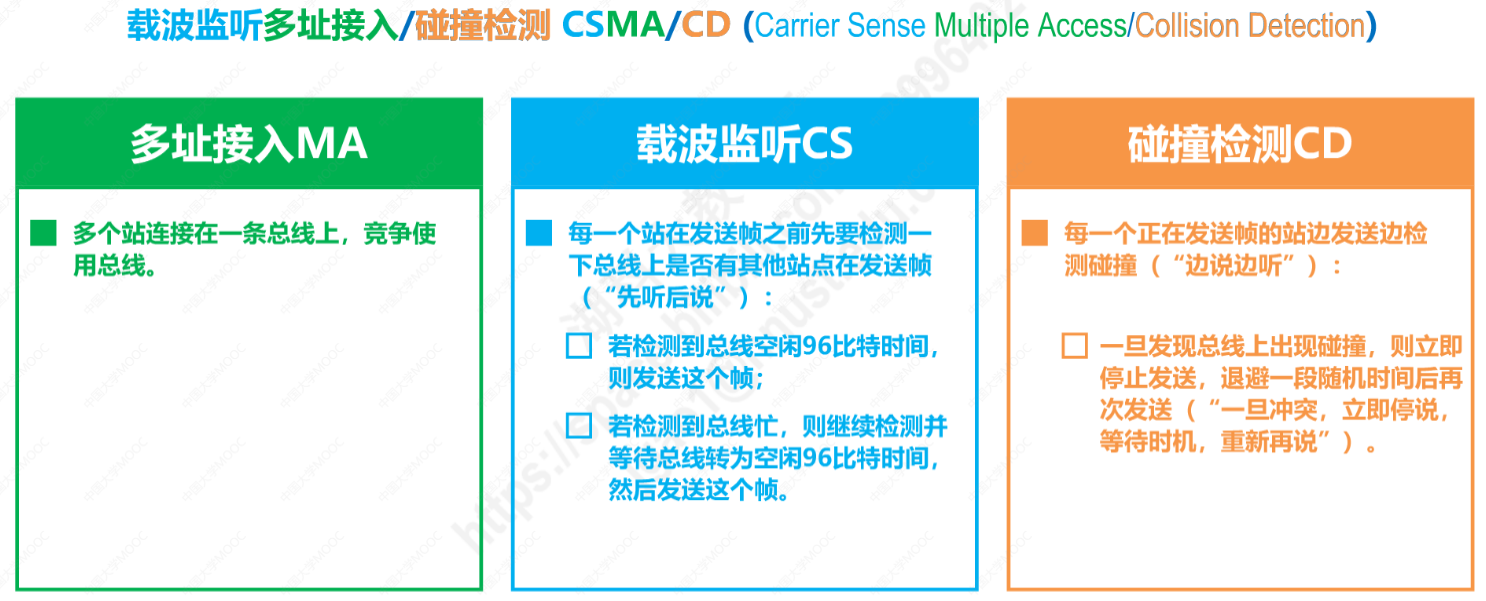 载波监听多址接入/碰撞检测 CSMA/CD (Carrier Sense Multiple Access/Collision Detection)
多址接入MA
多个站连接在一条总线上，竞争使
用总线。
载波监听CS
每一个站在发送帧之前先要检测一
下总线上是否有其他站点在发送帧
（“先听后说”）：
若检测到总线空闲96比特时间，
则发送这个帧；
若检测到总线忙，则继续检测并
等待总线转为空闲96比特时间，
然后发送这个帧。
碰撞检测CD
每一个正在发送帧的站边发送边检
测碰撞（“边说边听”）：
一旦发现总线上出现碰撞，则立即
停止发送，退避一段随机时间后再
次发送（“一旦冲突，立即停说，
等待时机，重新再说”）。
中国大学MOOC